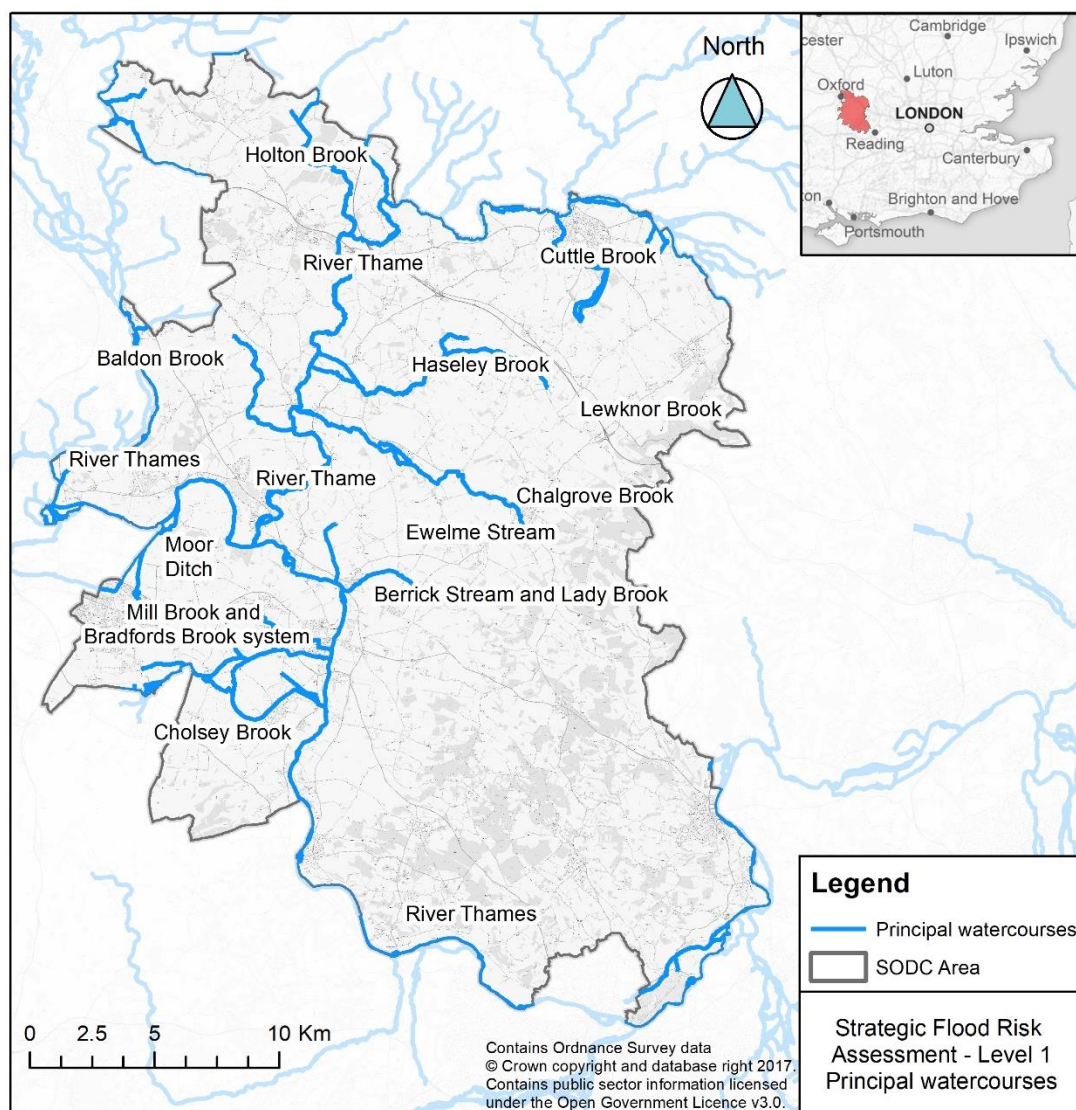 North
Cambridge
cester
Ipswich
Luton
Oxford
LONDON
Reading
Canterbury
Brighton and Hove
ton
Portsmouth
Holton Brook
River Thame
Cuttle Brook
Baldon Brook
Haseley Brook
Lewknor Brook
River Thames
River Thame
Chalgrove Brook
Ewelme Stream
Moor
Ditch
Berrick Stream and Lady Brook
Mill Brook and
Bradfords Brook system
Cholsey Brook
River Thames
Legend
Principal watercourses
SODC Area
0 2.5 5 10 Km
Contains Ordnance Survey data
© Crown copyright and database right 2017.
Contains public sector information licensed
under the Open Government Licence v3.0.
Strategic Flood Risk
Assessment - Level 1
Principal watercourses